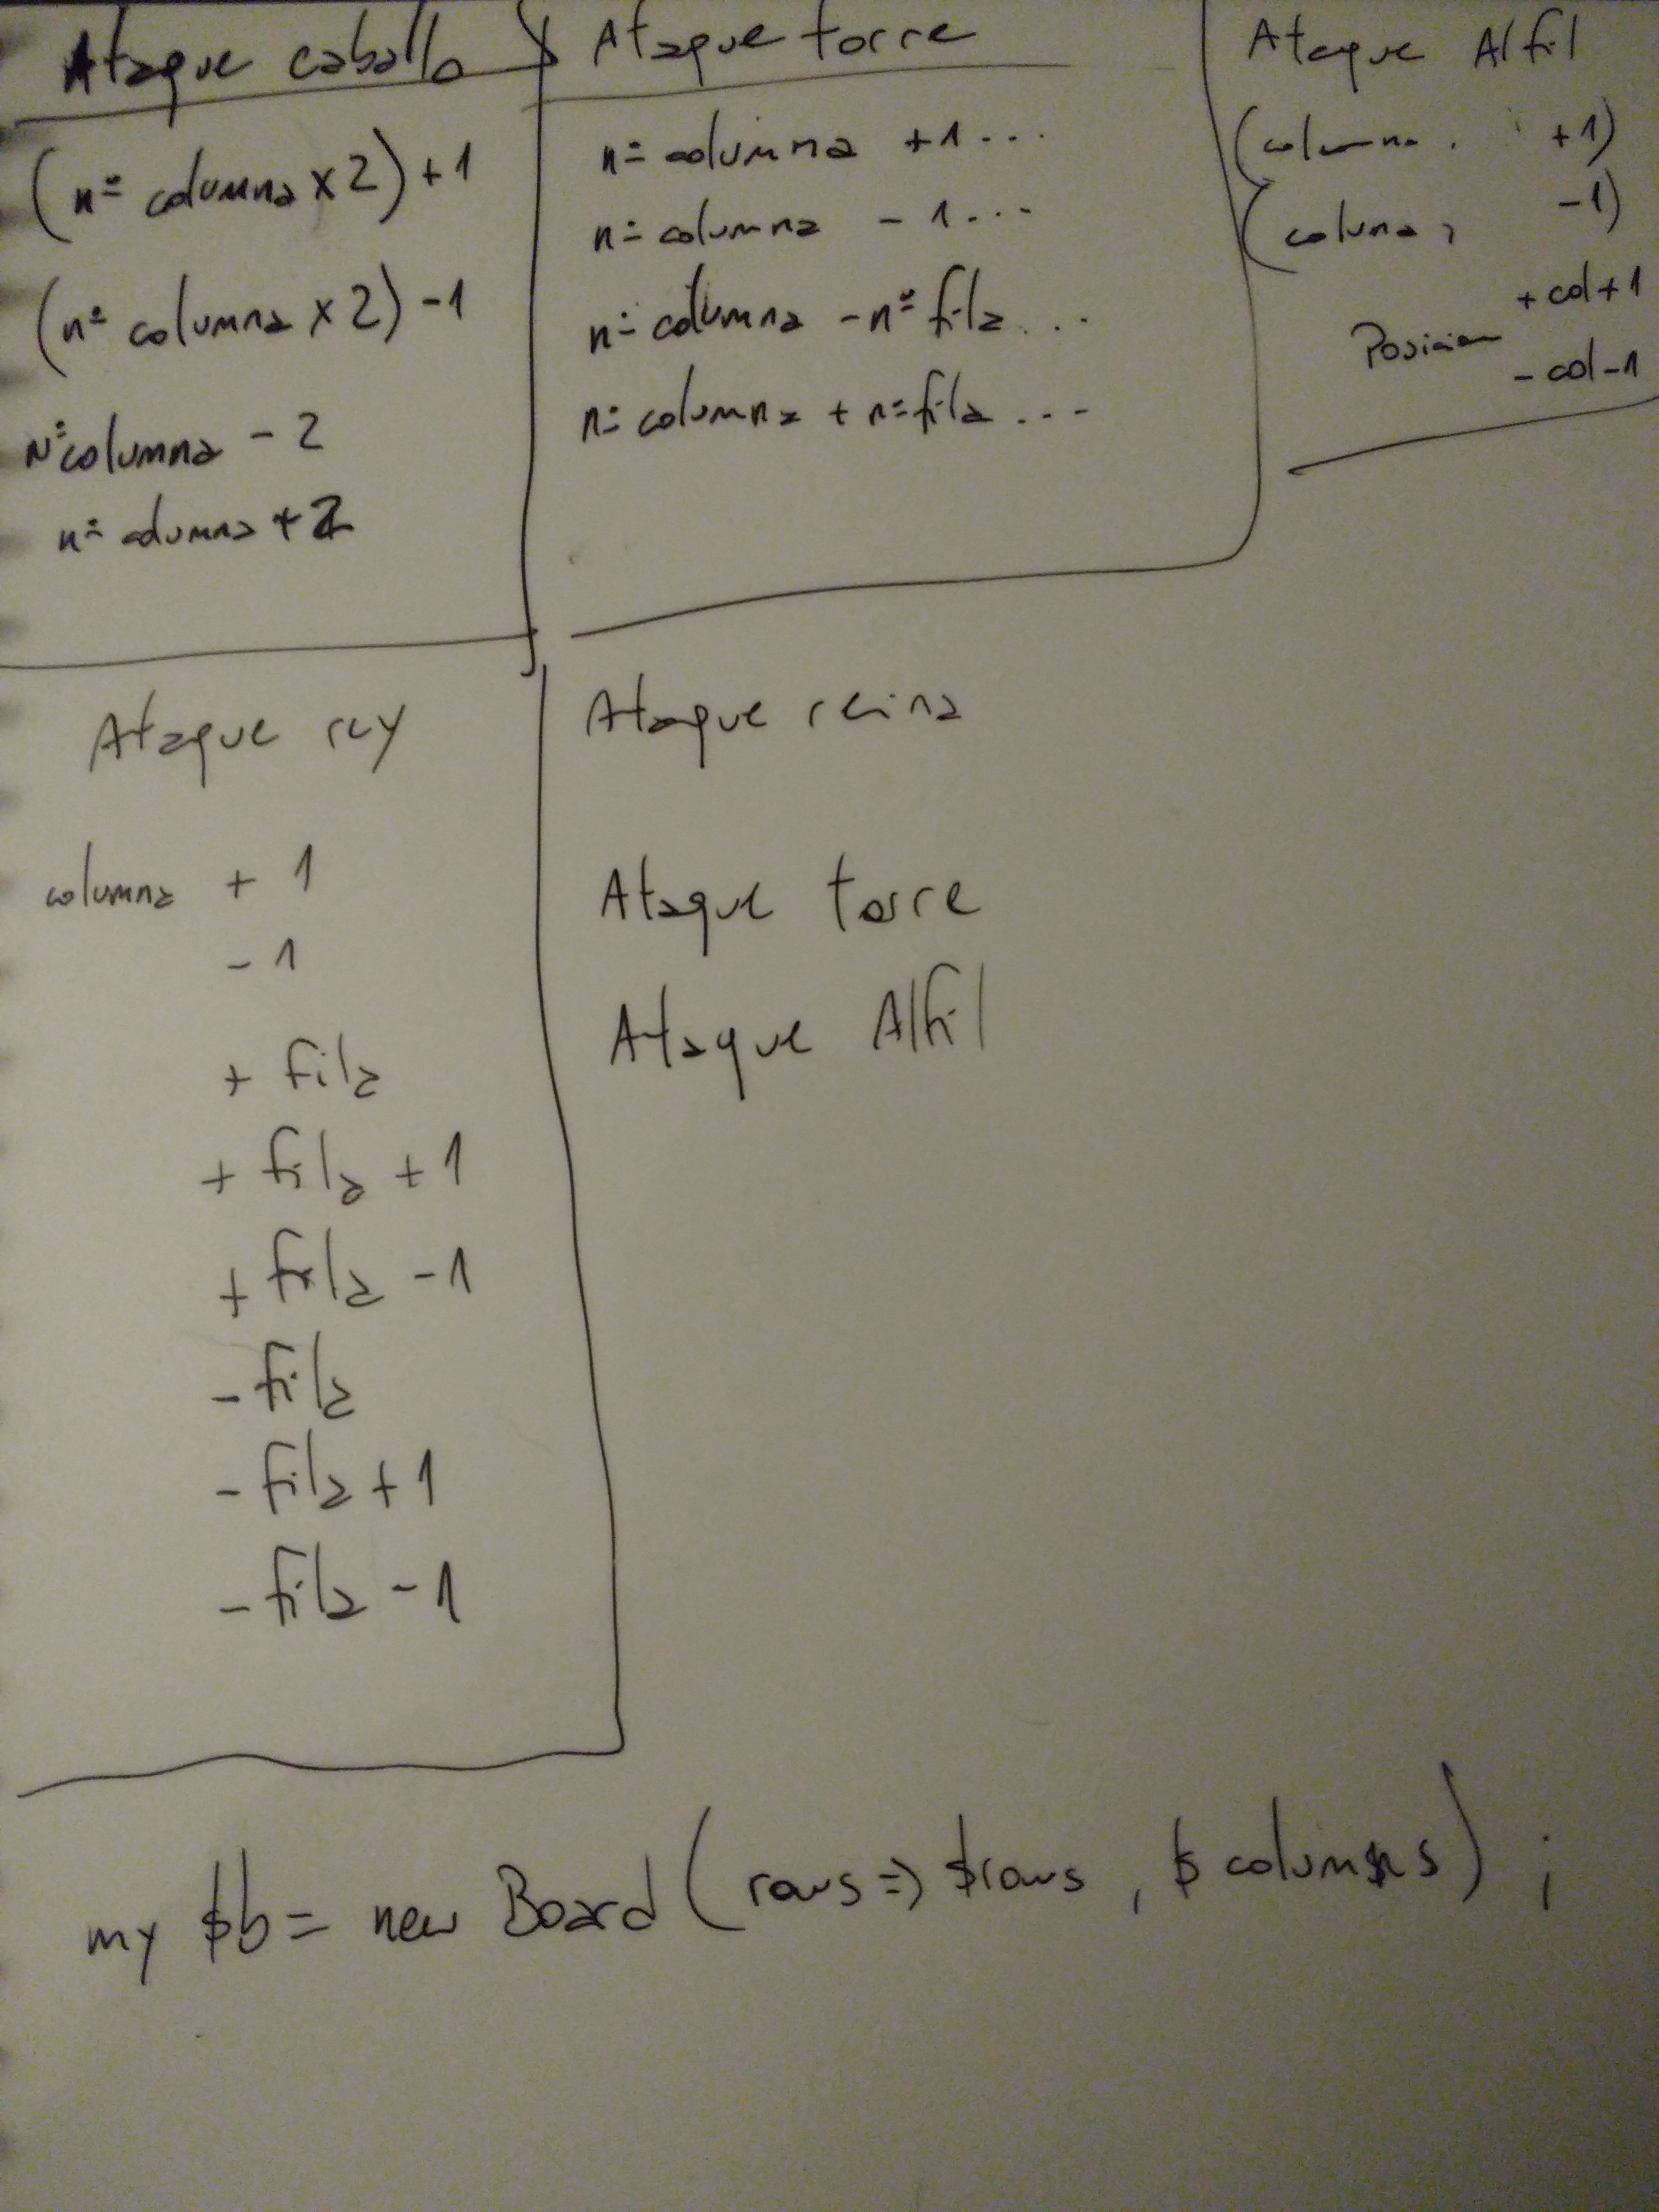 Ataque caballo
(nº columna x 2) + 1
(nº columna x 2) - 1
Nº columna - 2
nº columna + 2
Ataque torre
nº columna + 1 ...
nº columna - 1 ...
nº columna - nº fila ...
nº columna + nº fila ...
Ataque Alfil
(columna, +1)
(coluna, -1)
+ col + 1
Posicion
- col - 1
Ataque rey
columna + 1
- 1
+ fila
+ fila + 1
+ fila - 1
- fila
- fila + 1
- fila - 1
Ataque reina
Ataque torre
Ataque Alfil
my $b = new Board (rows => $rows, $columns);